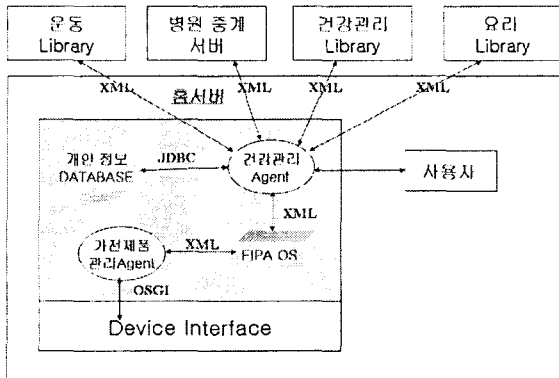 운동
Library
병원 중계
서버
건강관리
Library
요리
Library
XML
XML
XML
XML
홈서버
개인 정보
DATABASE
JDBC
건강관리
Agent
사용자
XML
가전제품
관리Agent
XML
FIPA OS
OSGI
Device Interface